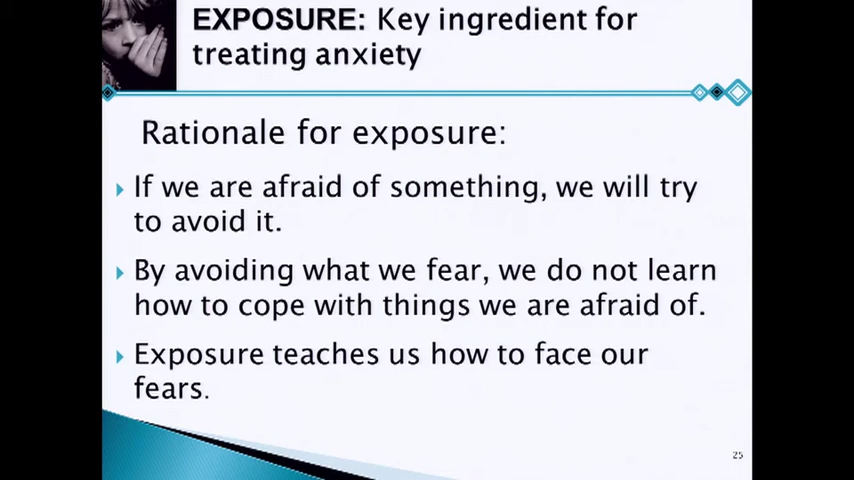 EXPOSURE: Key ingredient for
treating anxiety
Rationale for exposure:
If we are afraid of something, we will try
to avoid it.
By avoiding what we fear, we do not learn
how to cope with things we are afraid of.
Exposure teaches us how to face our
fears.
25